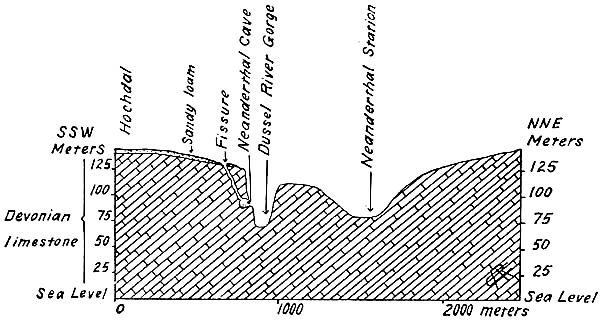 Hochdal
Sandy loam
Fissure
Neanderthal Cave
Dussel River Gorge
Neanderthal Station
SSW
Meters
125
100
75
50
25
Sea Level
Devonian
limestone
NNE
Meters
125
100
75
50
25
Sea Level
0
1000
2000 meters